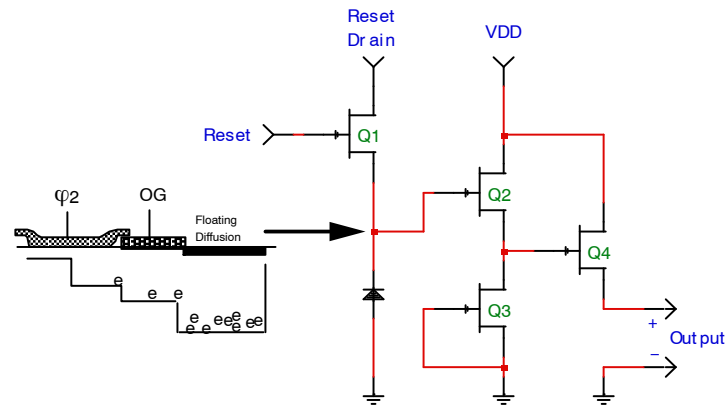 Reset
Drain
VDD
Reset
Q1
φ2
OG
Floating
Diffusion
Q2
Q4
Q3
e
e
e
e
e
e
e
e
e
e
e
e
e
+
Output
−